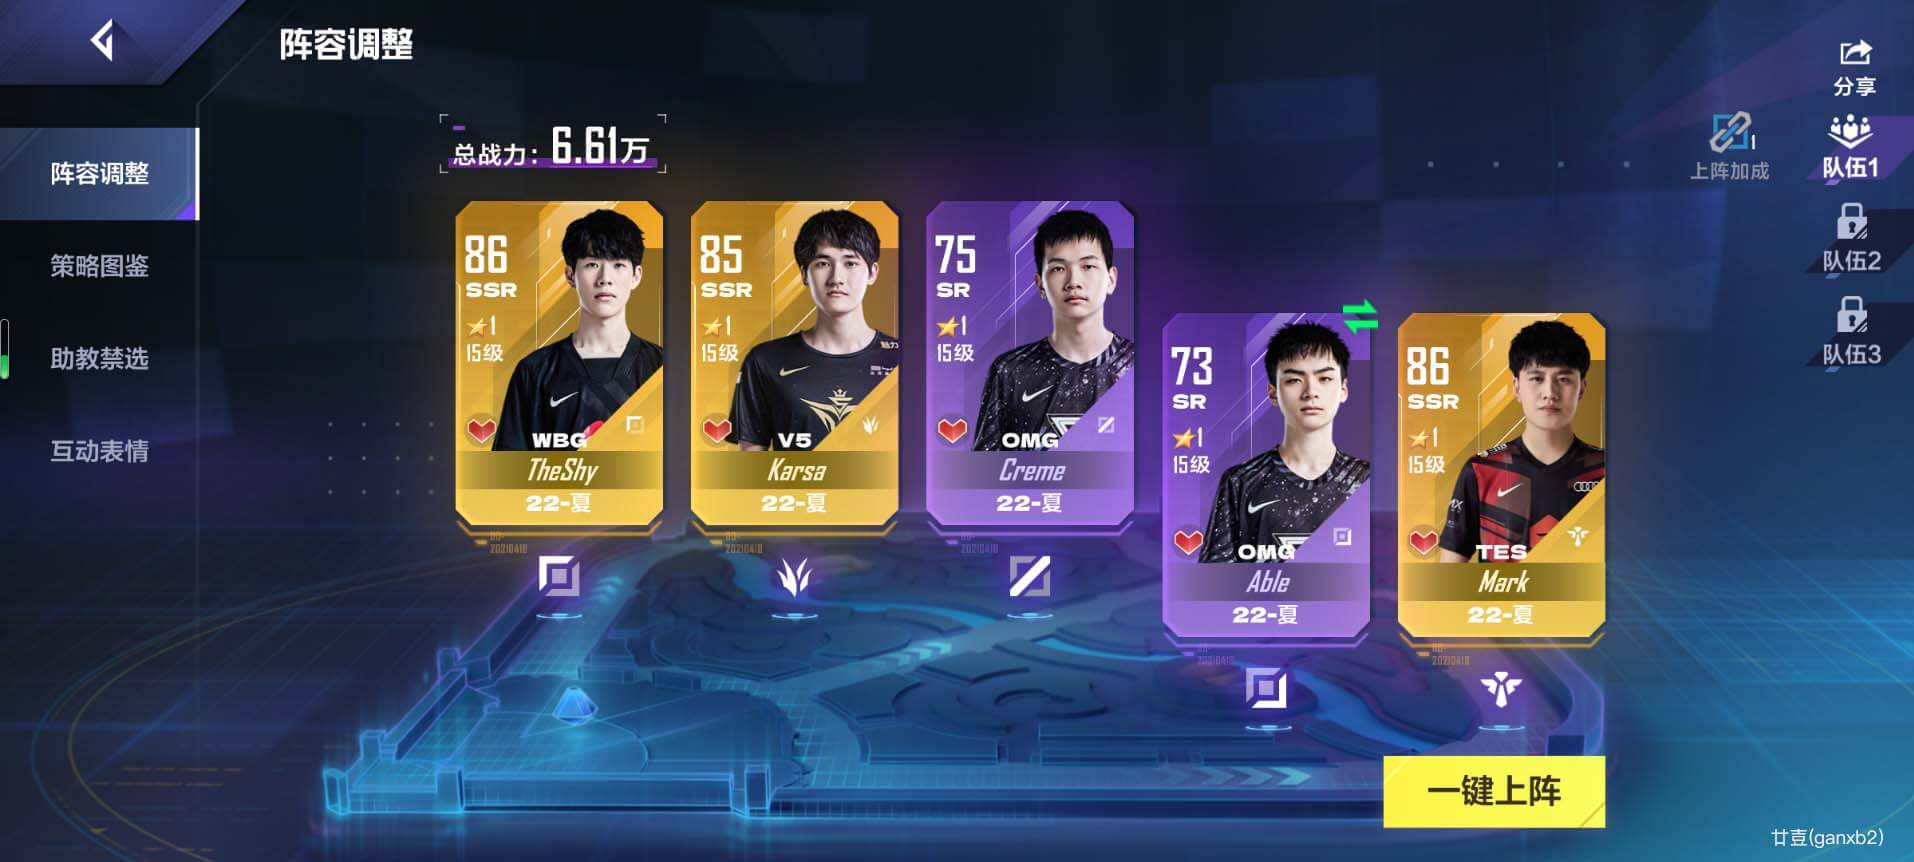 阵容调整
分享
总战力：6.61万
1
上阵加成
队伍1
队伍2
队伍3
阵容调整
策略图鉴
助教禁选
互动表情
86
SSR
1
15级
WBG
TheShy
22-夏
85
SSR
1
15级
V5
Karsa
22-夏
75
SR
1
15级
OMG
Creme
22-夏
73
SR
1
15级
OMG
Able
22-夏
86
SSR
1
15级
TES
Mark
22-夏
一键上阵
廿壴(ganxb2)